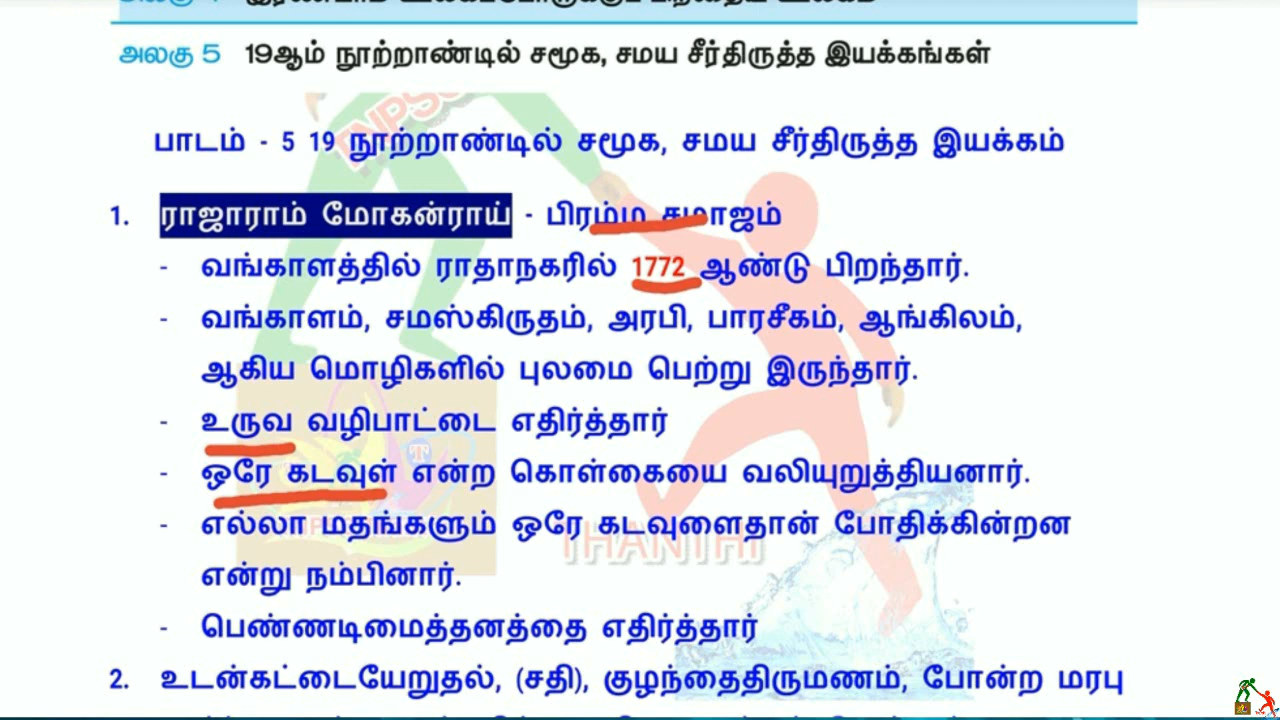 அலகு 5 19ஆம் நூற்றாண்டில் சமூக, சமய சீர்திருத்த இயக்கங்கள்
TNPSC
பாடம் - 5 19 நூற்றாண்டில் சமூக, சமய சீர்திருத்த இயக்கம்
1. ராஜாராம் மோகன்ராய் - பிரம்ம சமாஜம்
- வங்காளத்தில் ராதாநகரில் 1772 ஆண்டு பிறந்தார்.
- வங்காளம், சமஸ்கிருதம், அரபி, பாரசீகம், ஆங்கிலம்,
ஆகிய மொழிகளில் புலமை பெற்று இருந்தார்.
- உருவ வழிபாட்டை எதிர்த்தார்
- ஒரே கடவுள் என்ற கொள்கையை வலியுறுத்தியனார்.
- எல்லா மதங்களும் ஒரே கடவுளைதான் போதிக்கின்றன
THANTHI
என்று நம்பினார்.
- பெண்ணடிமைத்தனத்தை எதிர்த்தார்
2. உடன்கட்டையேறுதல், (சதி), குழந்தைதிருமணம், போன்ற மரபு